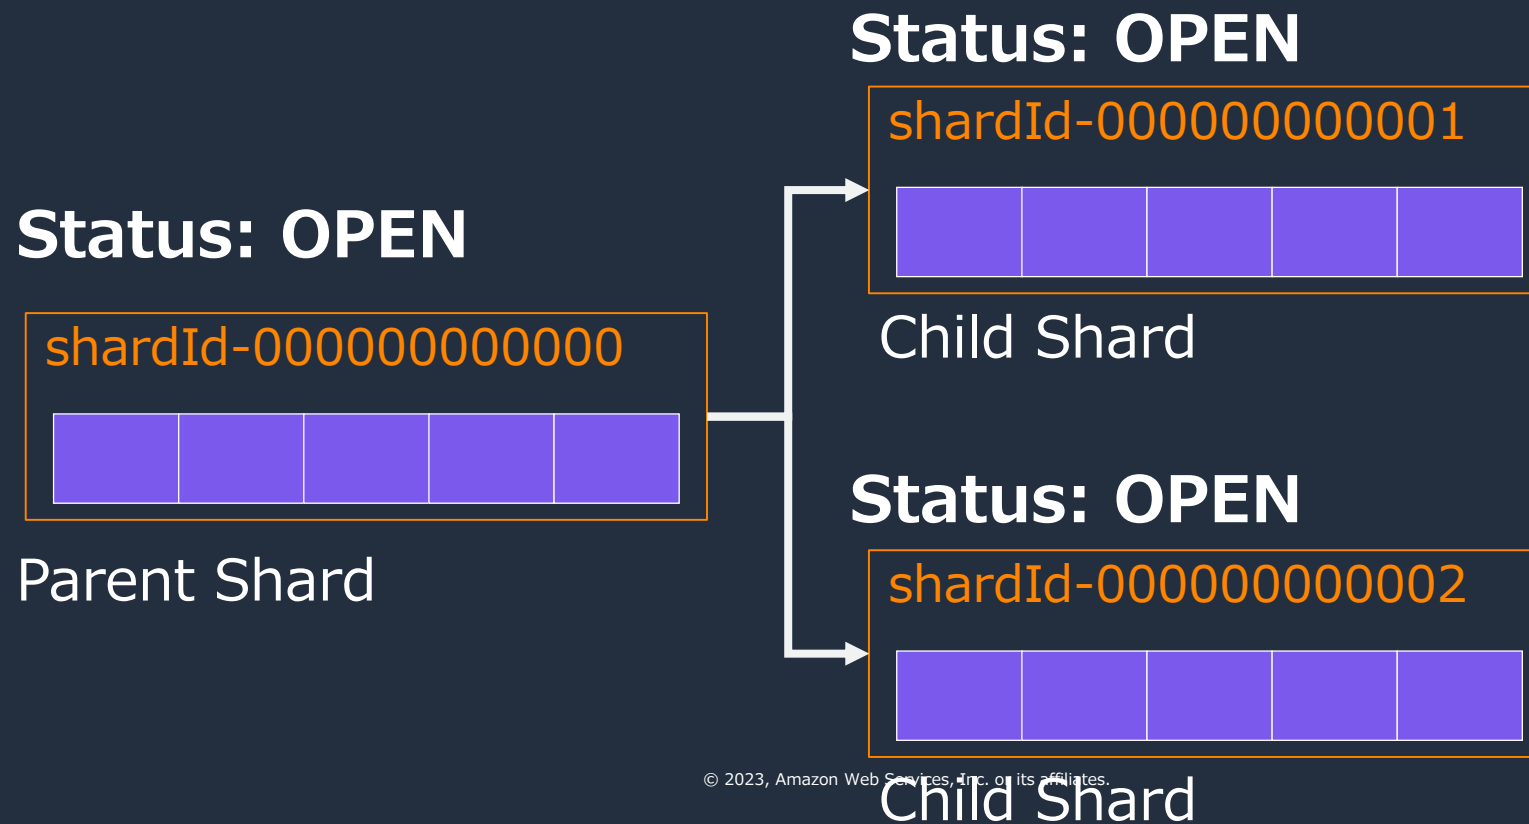 Status: OPEN
shardId-000000000000
Parent Shard
Status: OPEN
shardId-000000000001
Child Shard
Status: OPEN
shardId-000000000002
Child Shard
© 2023, Amazon Web Services, Inc. or its affiliates.